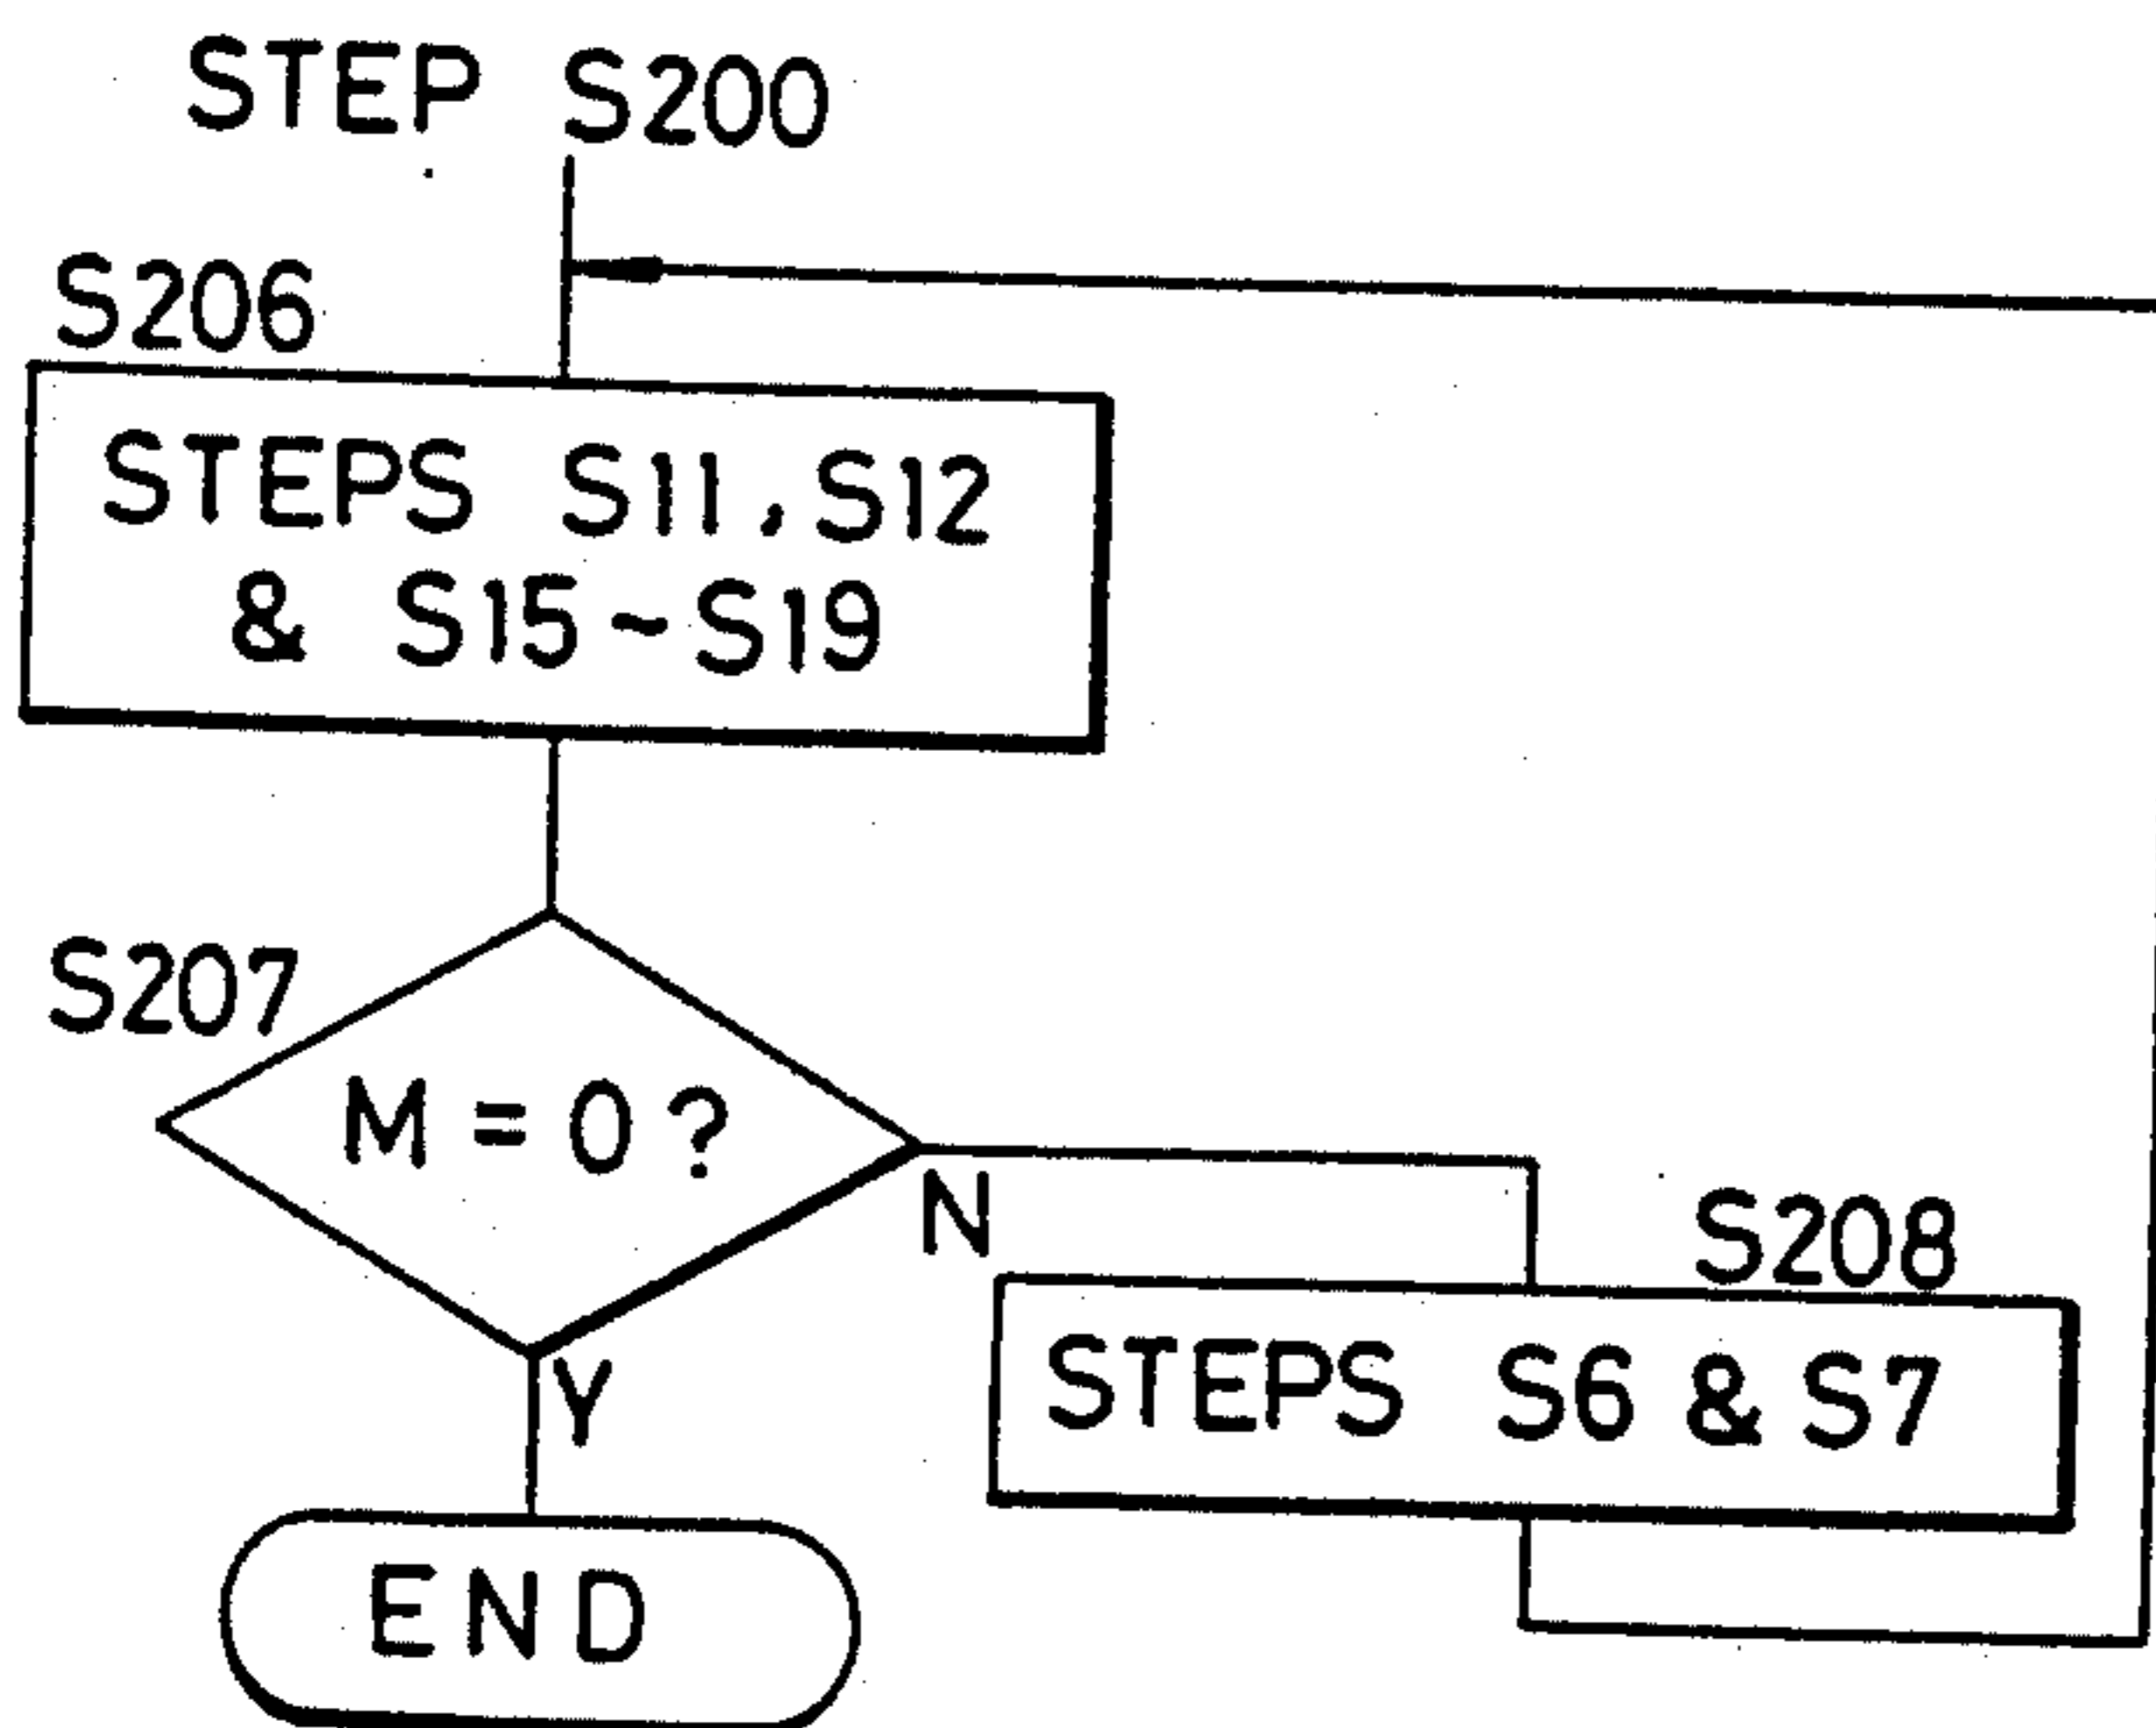 STEP S200
S206
STEPS S11, S12
& S15~S19
S207
M = 0 ?
N
S208
STEPS S6 & S7
Y
END